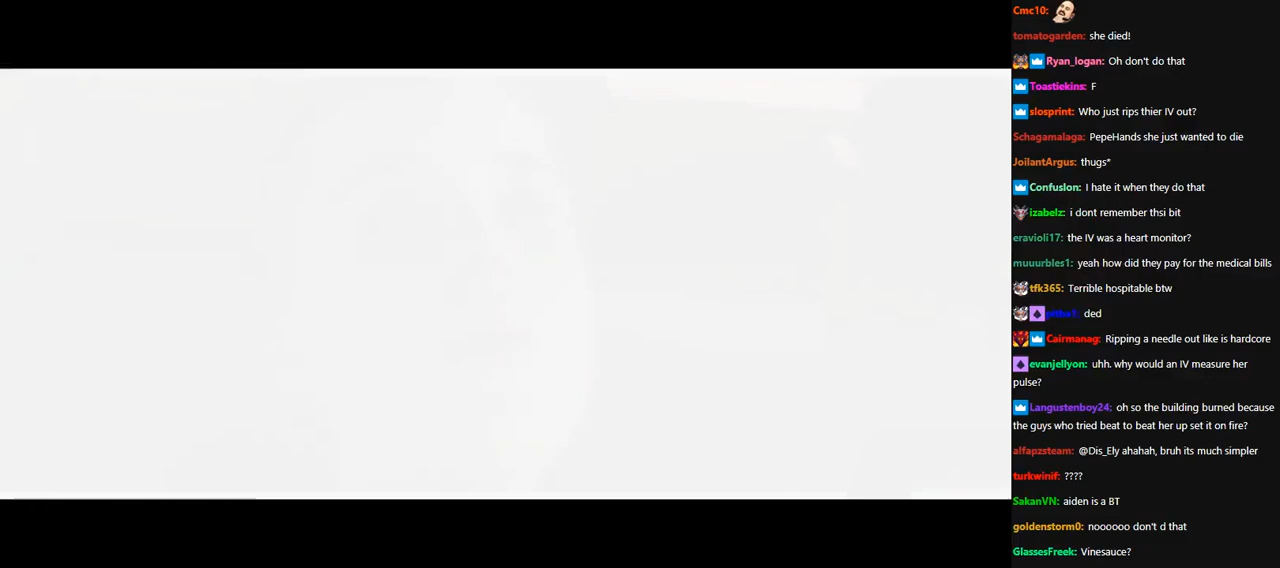 Cmc10:
tomatogarden: she died!
Ryan_logan: Oh don't do that
Toastiekins: F
slosprint: Who just rips thier IV out?
Schagamalaga: PepeHands she just wanted to die
JoilantArgus: thugs*
Confuslon: I hate it when they do that
izabelz: i dont remember thsi bit
eravioli17: the IV was a heart monitor?
muuurbles1: yeah how did they pay for the medical bills
tfk365: Terrible hospitable btw
ded
Cairmanag: Ripping a needle out like is hardcore
evanjellyon: uhh. why would an IV measure her
pulse?
Langustenboy24: oh so the building burned because
the guys who tried beat to beat her up set it on fire?
alfapzsteam: @Dis_Ely ahahah, bruh its much simpler
turkwinif: ????
SakanVN: aiden is a BT
goldenstorm0: noooooo don't d that
GlassesFreek: Vinesauce?